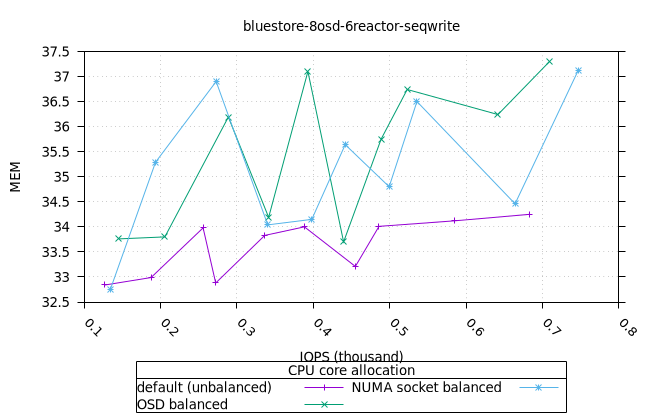 bluestore-8osd-6reactor-seqwrite
37.5
37
36.5
36
35.5
35
34.5
34
33.5
33
32.5
MEM
0.1 0.2 0.3 0.4 0.5 0.6 0.7 0.8
IOPS (thousand)
CPU core allocation
default (unbalanced) NUMA socket balanced
OSD balanced